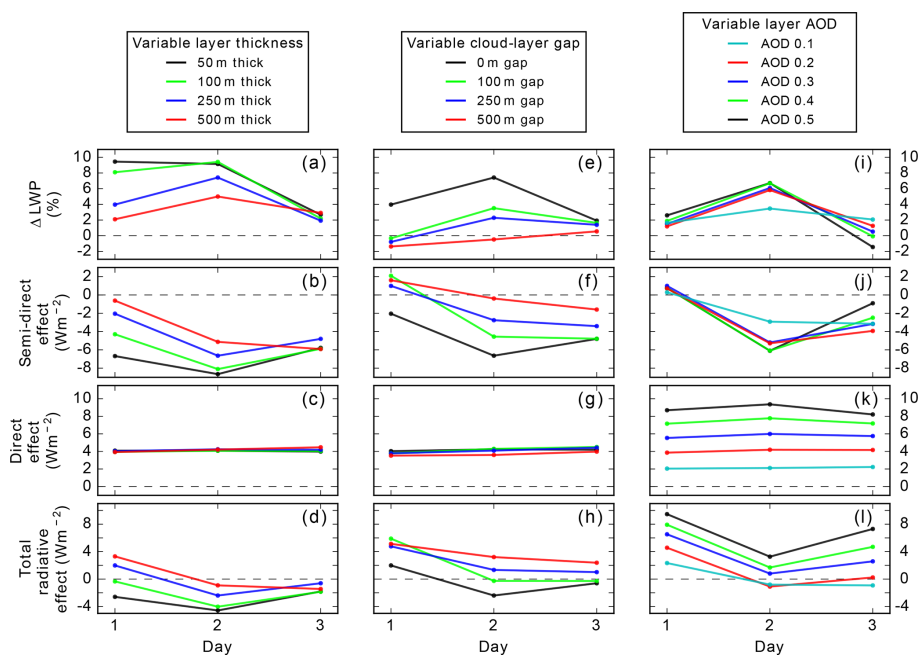 Variable layer thickness
50 m thick
100 m thick
250 m thick
500 m thick
Variable cloud-layer gap
0 m gap
100 m gap
250 m gap
500 m gap
Variable layer AOD
AOD 0.1
AOD 0.2
AOD 0.3
AOD 0.4
AOD 0.5
Δ LWP
(%)
10
8
6
4
2
0
−2
(a)
(e)
(i)
10
8
6
4
2
0
−2
Semi-direct
effect
(Wm⁻²)
2
0
−2
−4
−6
−8
(b)
(f)
(j)
2
0
−2
−4
−6
−8
Direct
effect
(Wm⁻²)
10
8
6
4
2
0
(c)
(g)
(k)
10
8
6
4
2
0
Total
radiative
effect (Wm⁻²)
8
4
0
−4
(d)
(h)
(l)
8
4
0
−4
1 2 3
1 2 3
1 2 3
Day
Day
Day